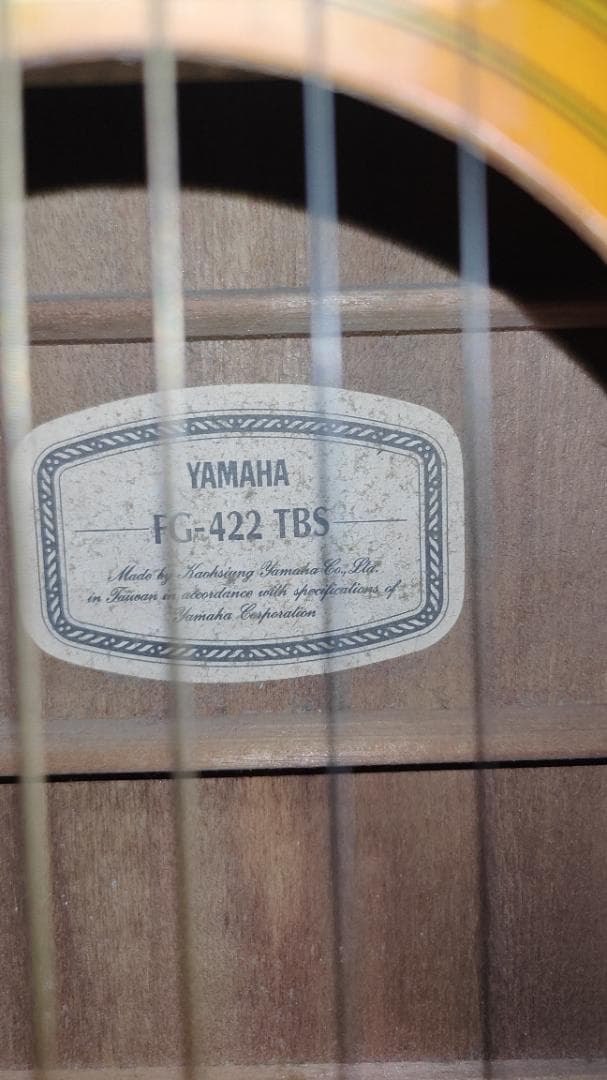 YAMAHA
FG-422 TBS
Made by Kaohsiung Yamaha Co., Ltd.
in Taiwan in accordance with specifications of
Yamaha Corporation